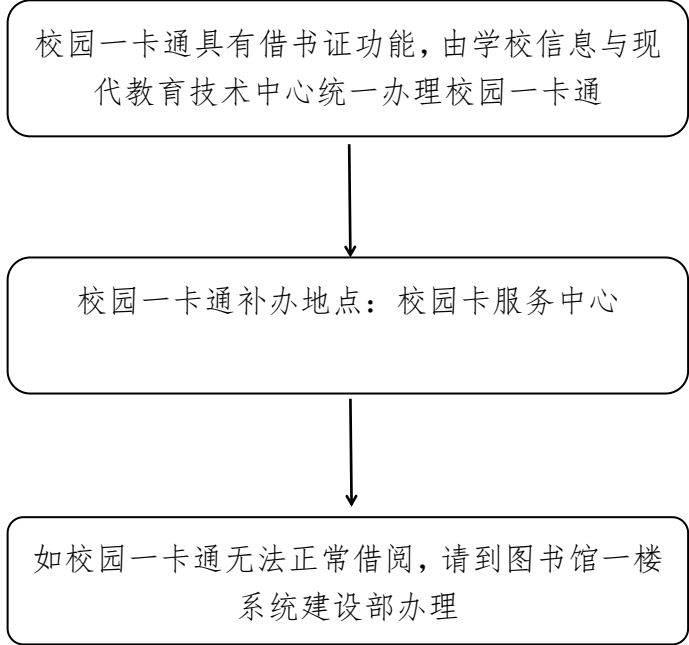 校园一卡通具有借书证功能，由学校信息与现
代教育技术中心统一办理校园一卡通
校园一卡通补办地点：校园卡服务中心
如校园一卡通无法正常借阅，请到图书馆一楼
系统建设部办理